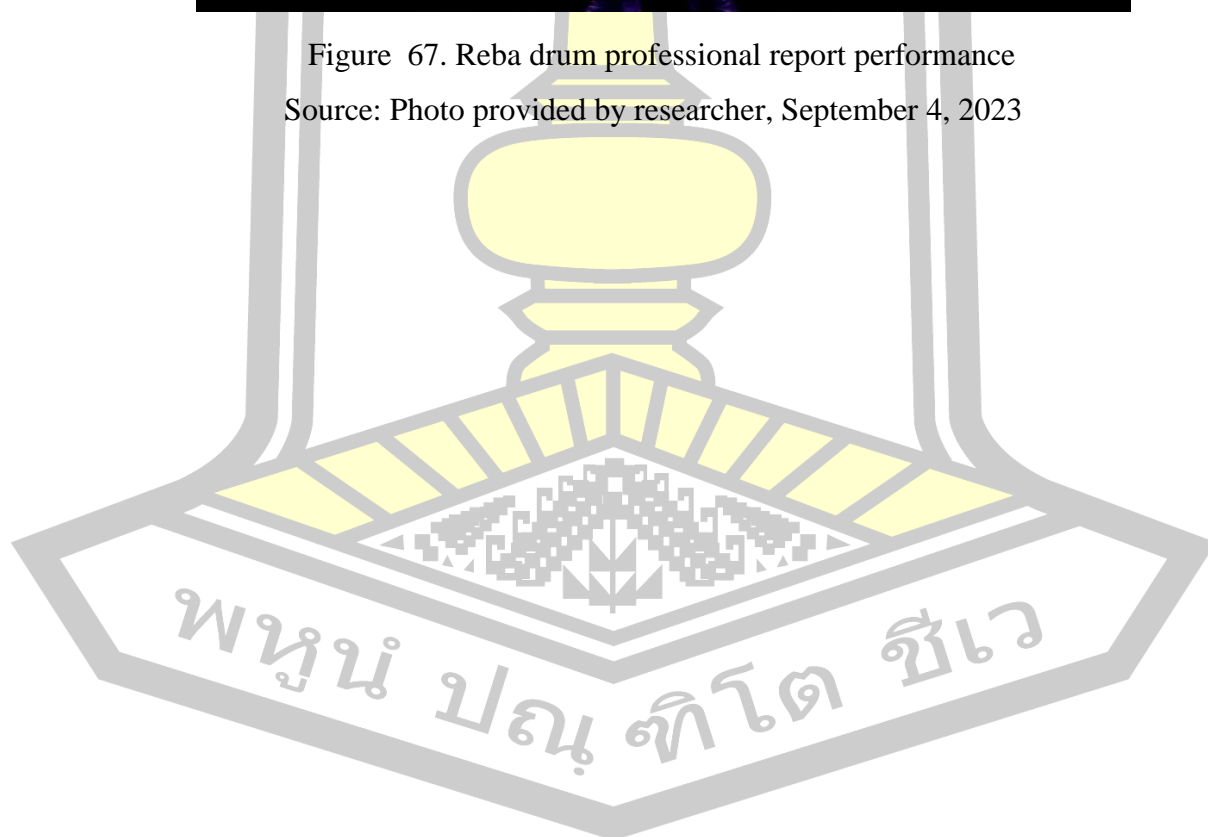 Figure  67. Reba drum professional report performance
Source: Photo provided by researcher, September 4, 2023
พหูนํ ปณฺฑิโต ชีเว